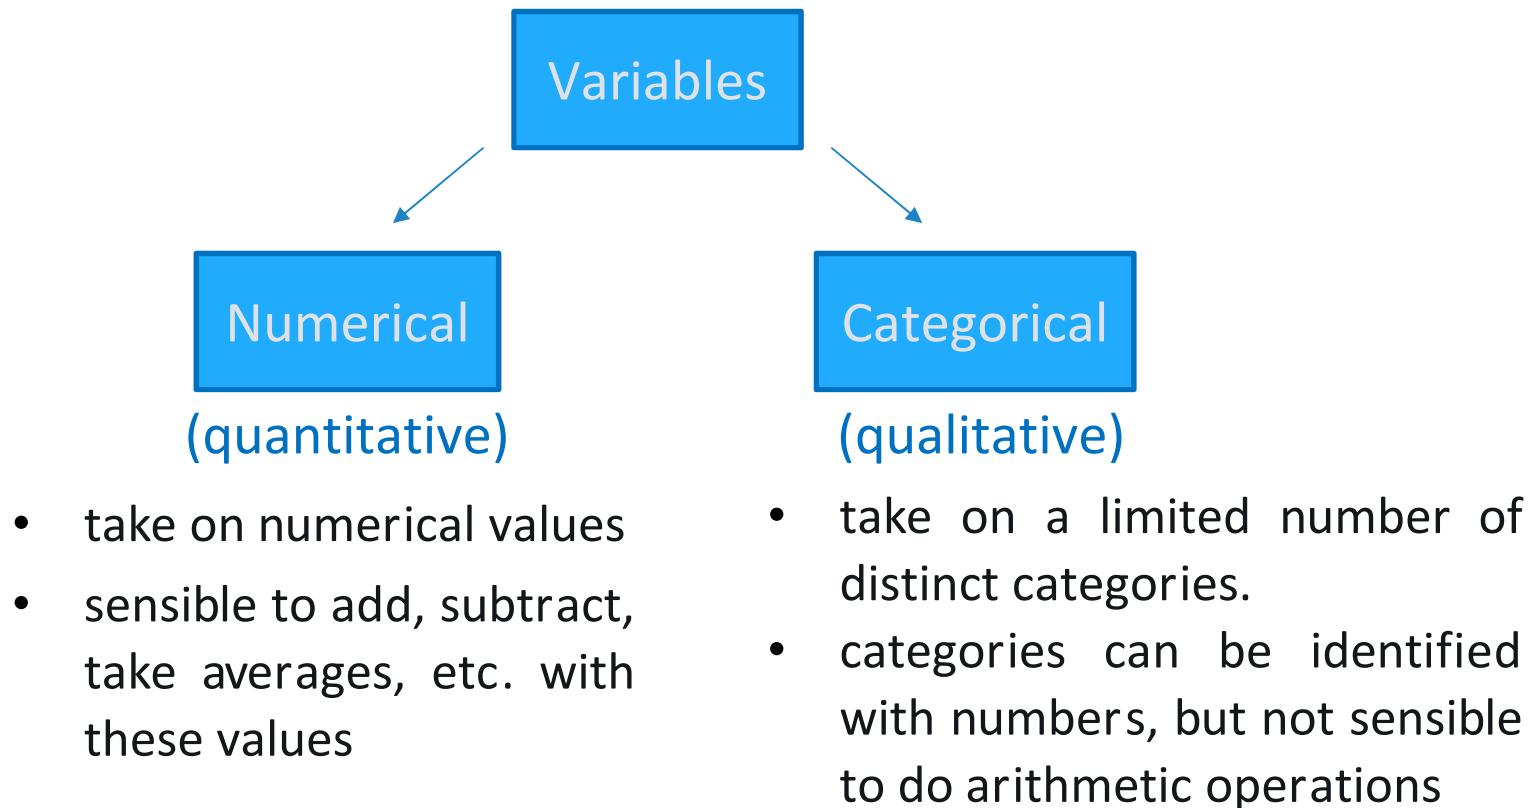 Variables
Numerical
(quantitative)
• take on numerical values
• sensible to add, subtract,
take averages, etc. with
these values
Categorical
(qualitative)
• take on a limited number of
distinct categories.
• categories can be identified
with numbers, but not sensible
to do arithmetic operations